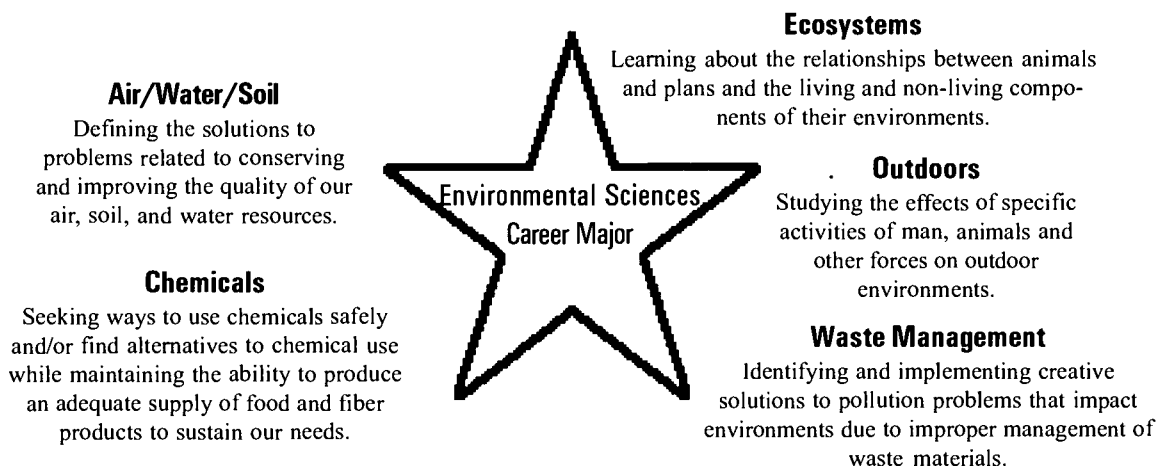 Ecosystems
Learning about the relationships between animals
and plans and the living and non-living compo-
nents of their environments.
Air/Water/Soil
Defining the solutions to
problems related to conserving
and improving the quality of our
air, soil, and water resources.
Environmental Sciences
Career Major
Outdoors
Studying the effects of specific
activities of man, animals and
other forces on outdoor
environments.
Chemicals
Seeking ways to use chemicals safely
and/or find alternatives to chemical use
while maintaining the ability to produce
an adequate supply of food and fiber
products to sustain our needs.
Waste Management
Identifying and implementing creative
solutions to pollution problems that impact
environments due to improper management of
waste materials.